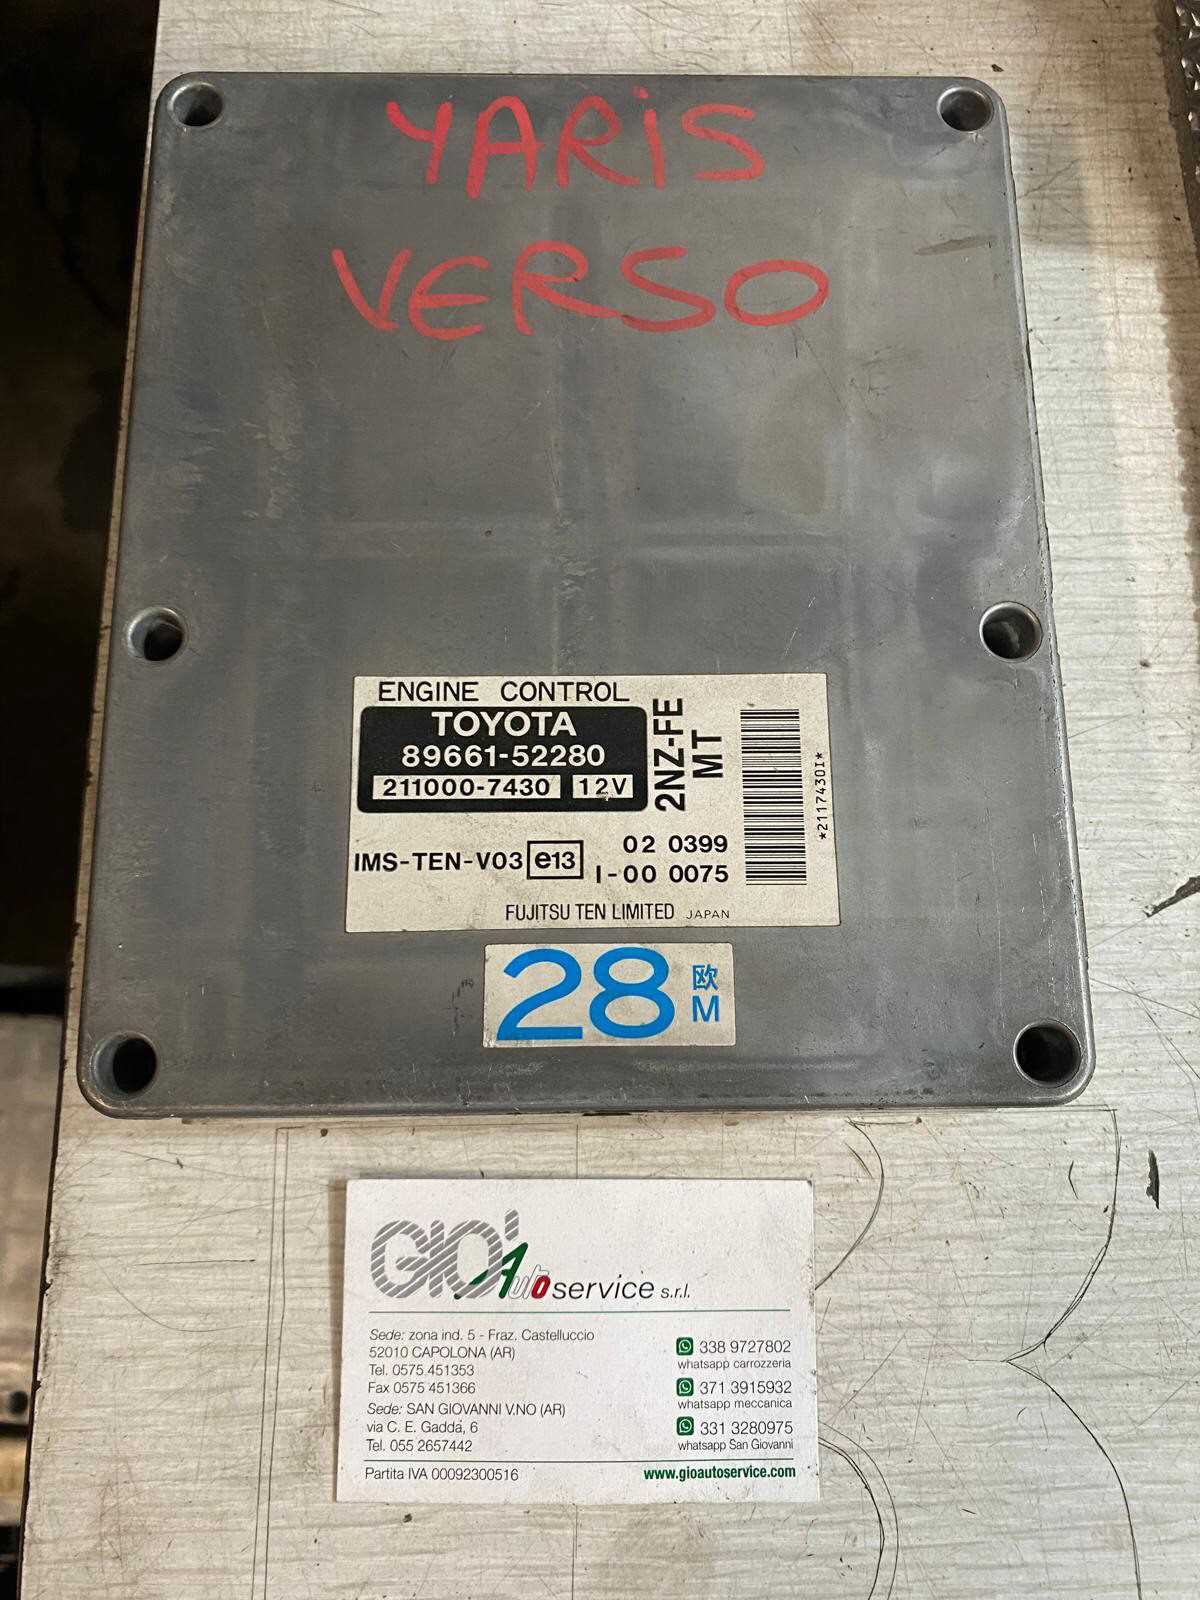 YARIS
VERSO
ENGINE CONTROL
TOYOTA
89661-52280
211000-7430 12V
2NZ-FE
MT
*2117430I*
IMS-TEN-V03 e13
02 0399
I-00 0075
FUJITSU TEN LIMITED JAPAN
28 欧
M
GIO' Auto service s.r.l.
Sede: zona ind. 5 - Fraz. Castelluccio
52010 CAPOLONA (AR)
Tel. 0575 451353
Fax 0575 451366
Sede: SAN GIOVANNI V.NO (AR)
via C. E. Gadda, 6
Tel. 055 2657442
338 9727802
whatsapp carrozzeria
371 3915932
whatsapp meccanica
331 3280975
whatsapp San Giovanni
Partita IVA 00092300516
www.gioautoservice.com